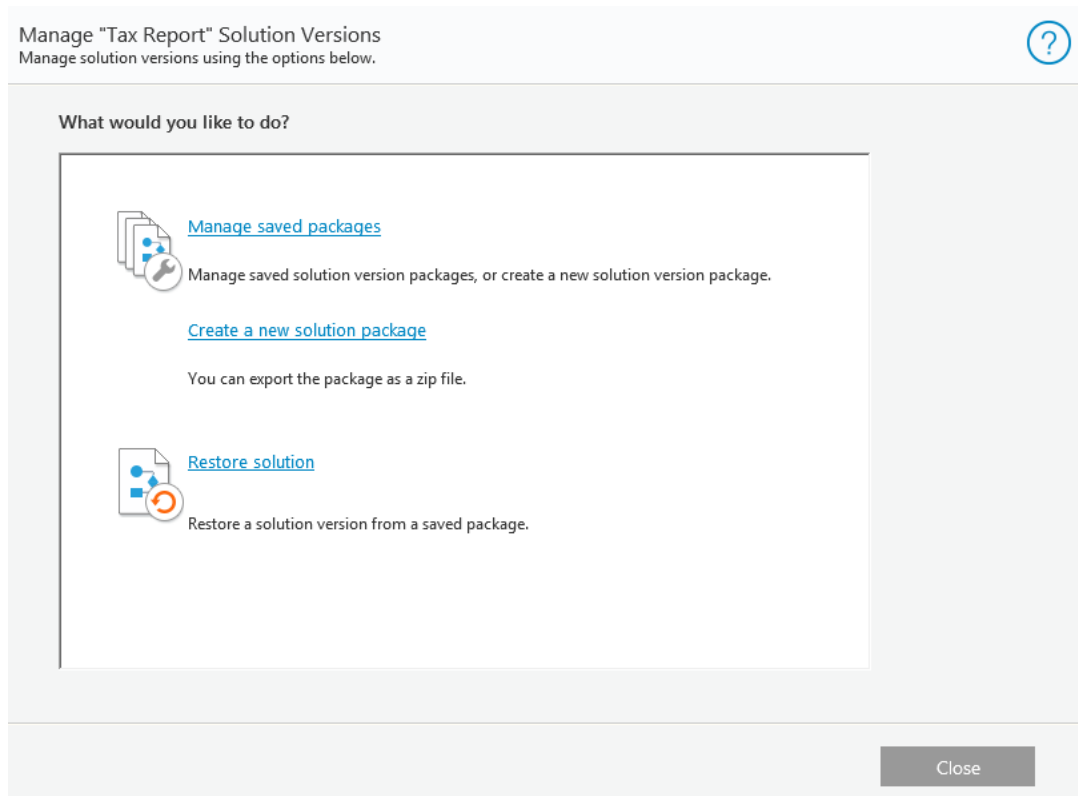 Manage "Tax Report" Solution Versions
Manage solution versions using the options below.
?
What would you like to do?
Manage saved packages
Manage saved solution version packages, or create a new solution version package.
Create a new solution package
You can export the package as a zip file.
Restore solution
Restore a solution version from a saved package.
Close